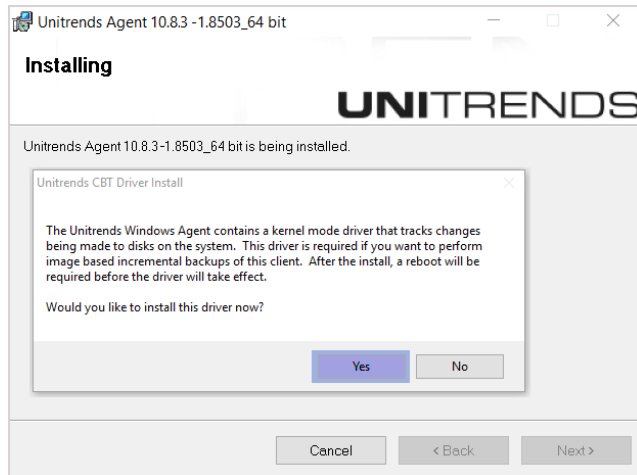 Unitrends Agent 10.8.3 -1.8503_64 bit
Installing
UNITRENDS
Unitrends Agent 10.8.3-1.8503_64 bit is being installed.
Unitrends CBT Driver Install
The Unitrends Windows Agent contains a kernel mode driver that tracks changes
being made to disks on the system.  This driver is required if you want to perform
image based incremental backups of this client.  After the install, a reboot will be
required before the driver will take effect.
Would you like to install this driver now?
Yes
No
Cancel
< Back
Next >